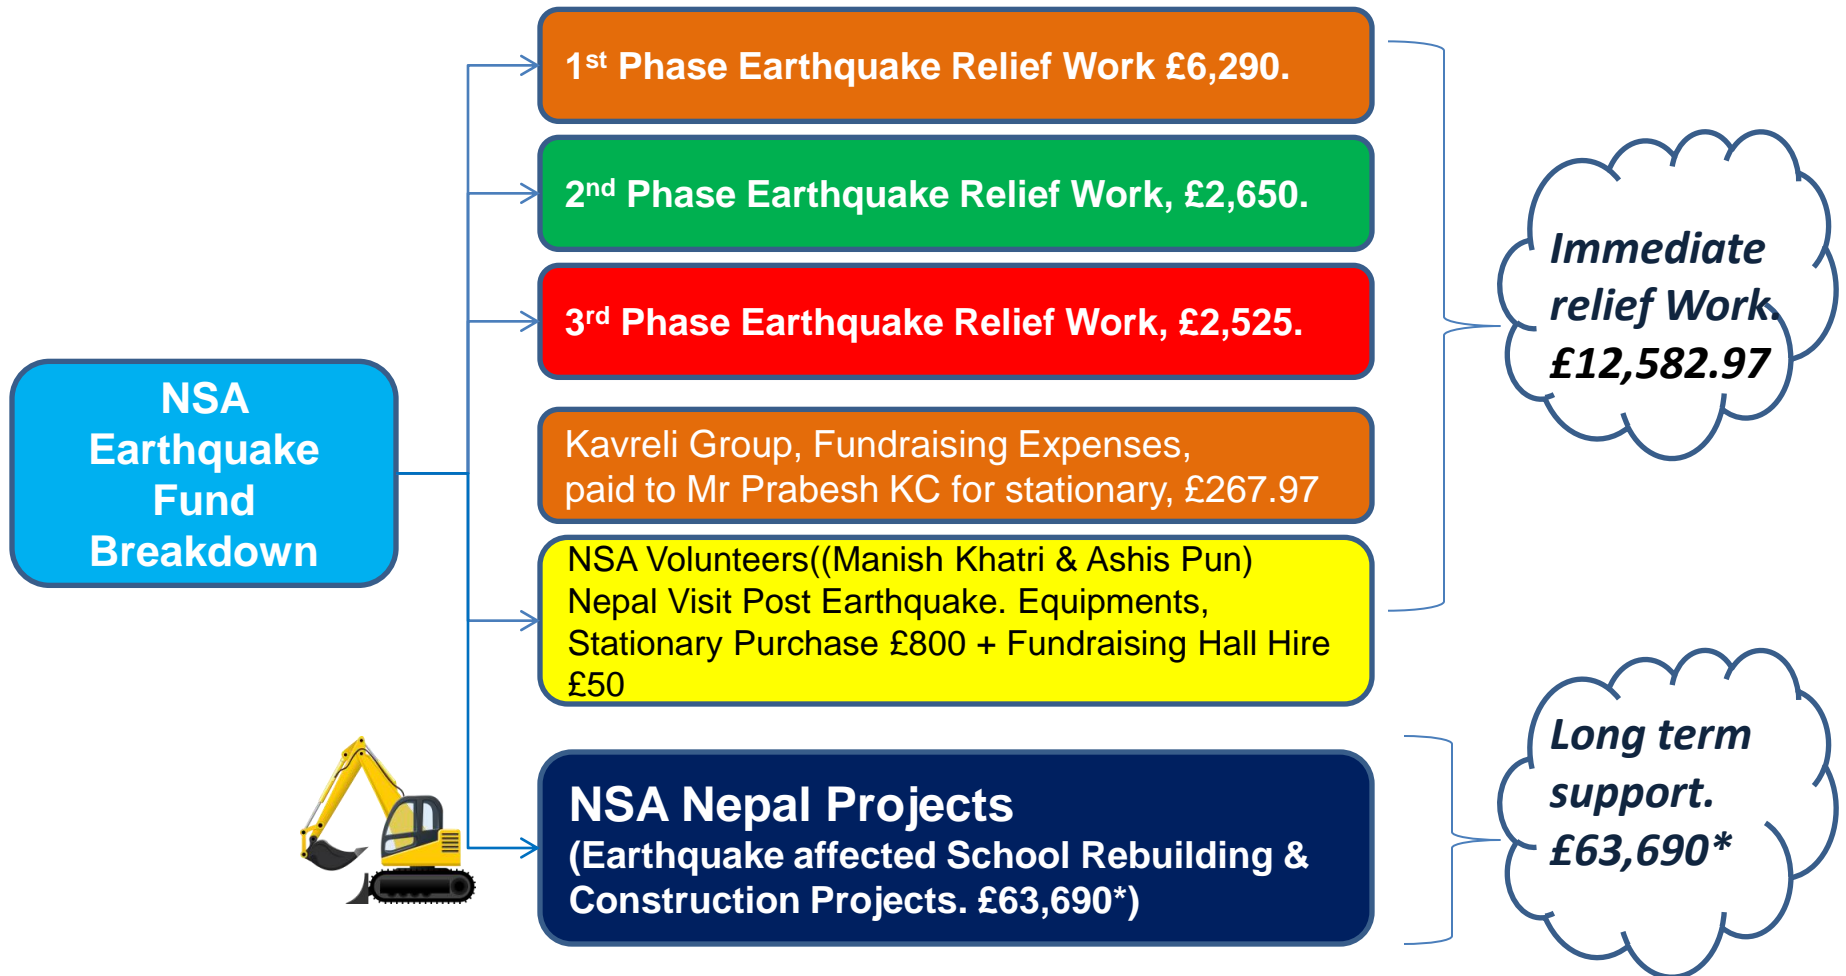 NSA
Earthquake
Fund
Breakdown
1st Phase Earthquake Relief Work £6,290.
2nd Phase Earthquake Relief Work, £2,650.
3rd Phase Earthquake Relief Work, £2,525.
Kavreli Group, Fundraising Expenses,
paid to Mr Prabesh KC for stationary, £267.97
NSA Volunteers((Manish Khatri & Ashis Pun)
Nepal Visit Post Earthquake. Equipments,
Stationary Purchase £800 + Fundraising Hall Hire
£50
NSA Nepal Projects
(Earthquake affected School Rebuilding &
Construction Projects. £63,690*)
Immediate
relief Work.
£12,582.97
Long term
support.
£63,690*